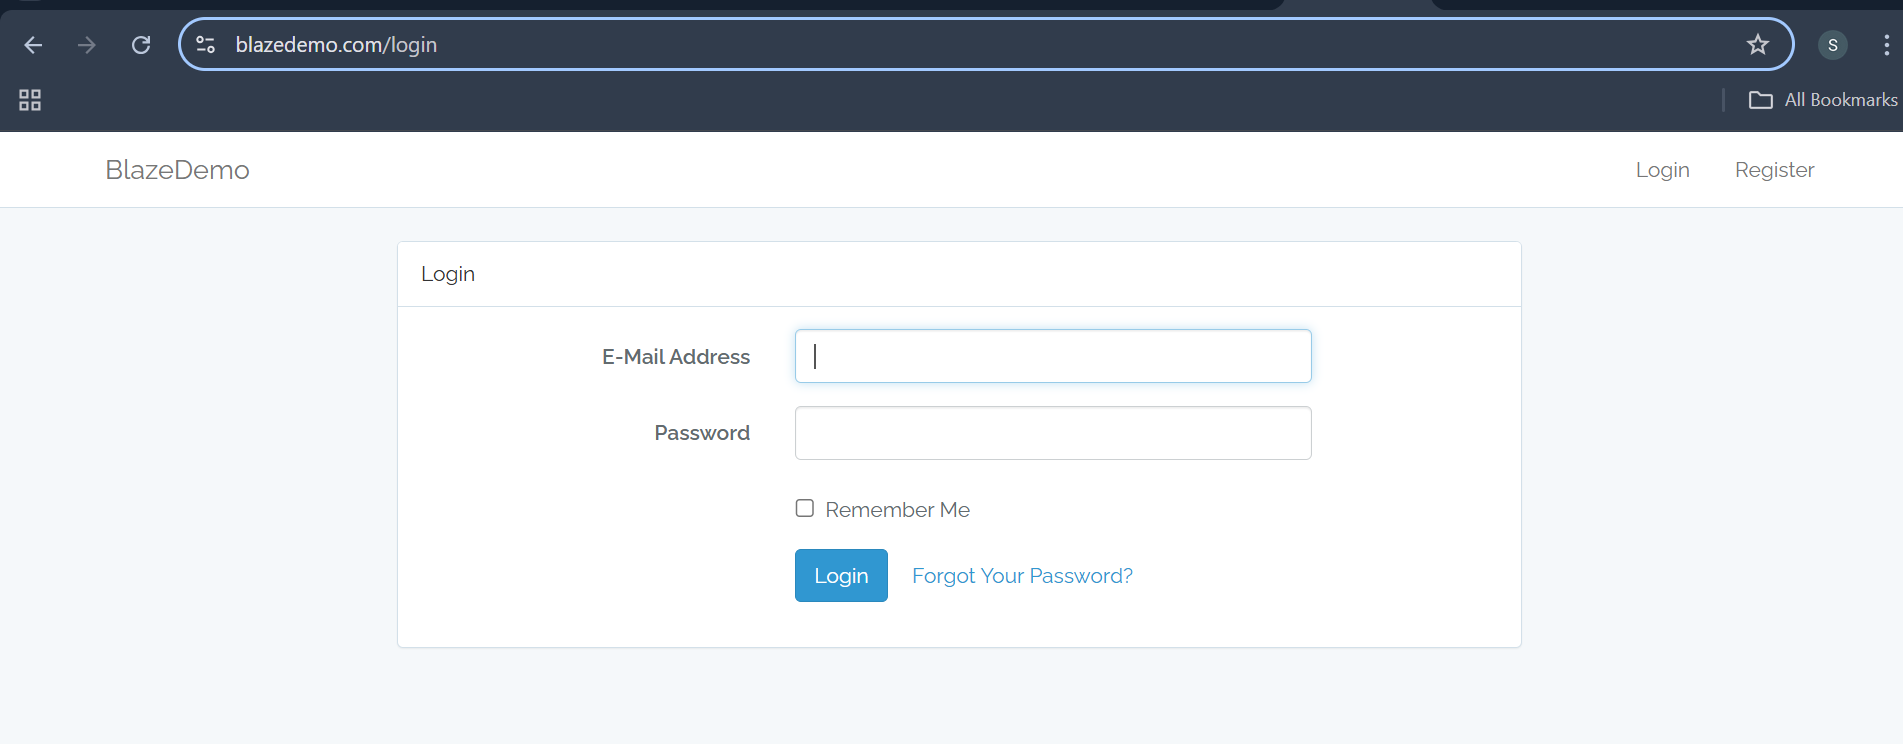 blazedemo.com/login
S
All Bookmarks
BlazeDemo
Login Register
Login
E-Mail Address
Password
Remember Me
Login Forgot Your Password?